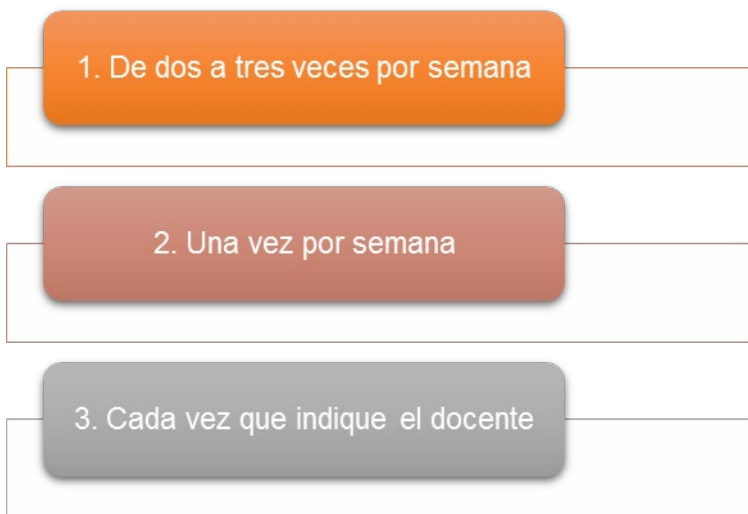 1. De dos a tres veces por semana
2. Una vez por semana
3. Cada vez que indique el docente